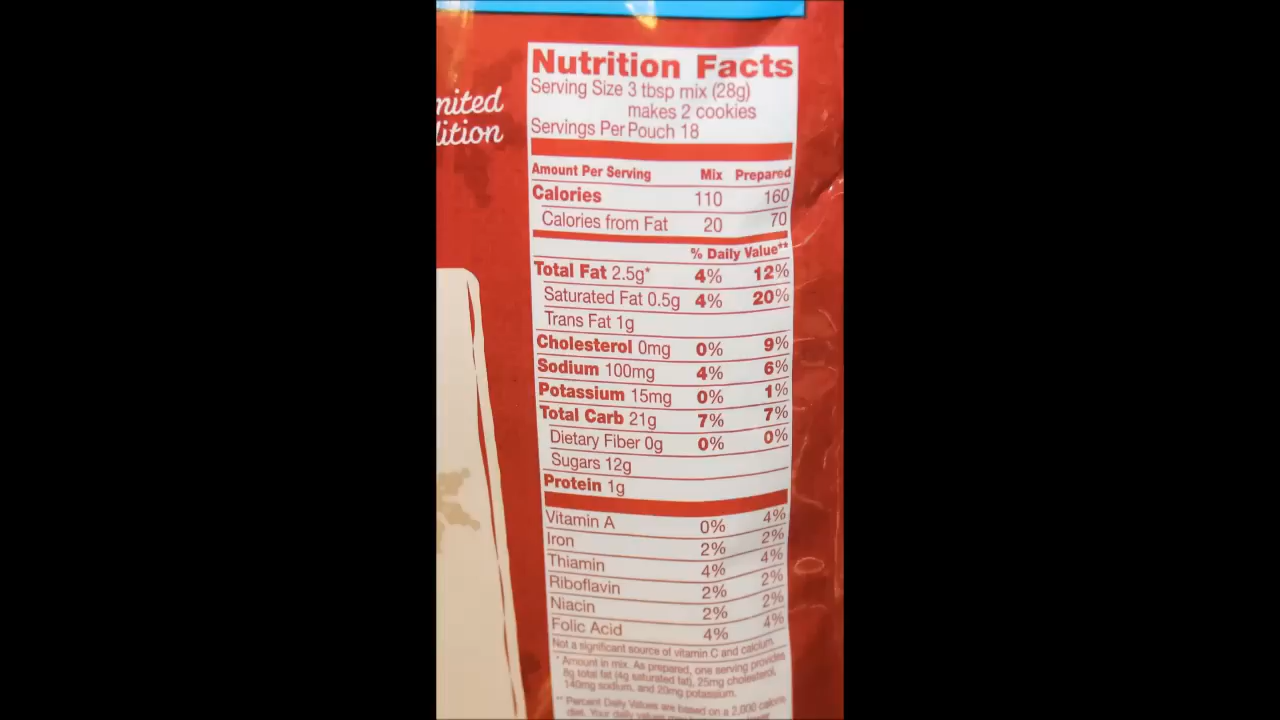 mited
dition
Nutrition Facts
Serving Size 3 tbsp mix (28g)
makes 2 cookies
Servings Per Pouch 18
Amount Per Serving Mix Prepared
Calories 110 160
Calories from Fat 20 70
% Daily Value**
Total Fat 2.5g* 4% 12%
Saturated Fat 0.5g 4% 20%
Trans Fat 1g
Cholesterol 0mg 0% 9%
Sodium 100mg 4% 6%
Potassium 15mg 0% 1%
Total Carb 21g 7% 7%
Dietary Fiber 0g 0% 0%
Sugars 12g
Protein 1g
Vitamin A 0% 4%
Iron 2% 2%
Thiamin 4% 4%
Riboflavin 2% 2%
Niacin 2% 2%
Folic Acid 4% 4%
Not a significant source of vitamin C and calcium.
* Amount in mix. As prepared, one serving provides
8g total fat (4g saturated fat), 25mg cholesterol,
140mg sodium, and 20mg potassium.
** Percent Daily Values are based on a 2,000 calorie
diet. Your daily values may